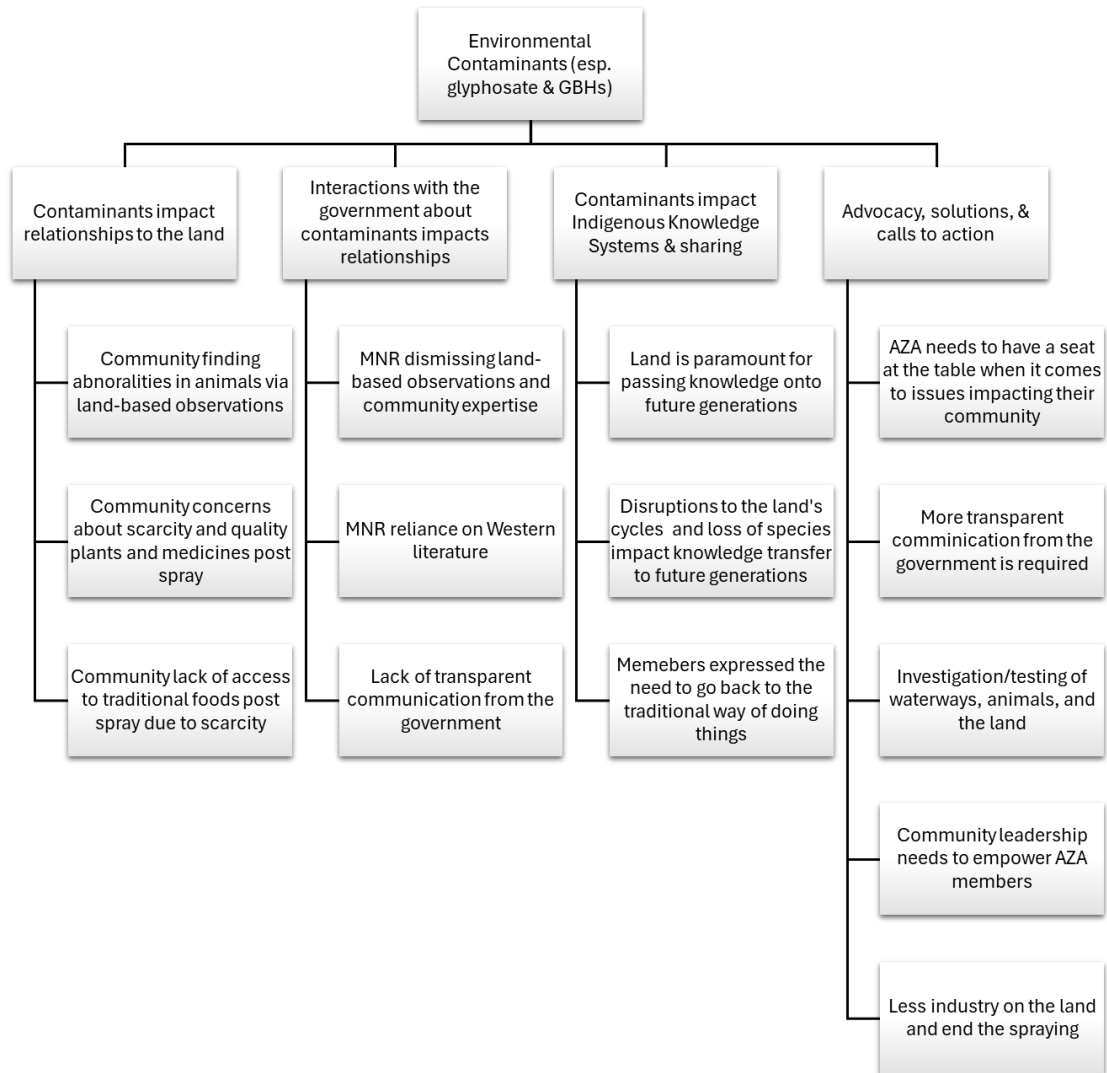 Environmental
Contaminants (esp.
glyphosate & GBHs)
Contaminants impact
relationships to the land
Community finding
abnoralities in animals via
land-based observations
Community concerns
about scarcity and quality
plants and medicines post
spray
Community lack of access
to traditional foods post
spray due to scarcity
Interactions with the
government about
contaminants impacts
relationships
MNR dismissing land-
based observations and
community expertise
MNR reliance on Western
literature
Lack of transparent
communication from the
government
Contaminants impact
Indigenous Knowledge
Systems & sharing
Land is paramount for
passing knowledge onto
future generations
Disruptions to the land's
cycles  and loss of species
impact knowledge transfer
to future generations
Memebers expressed the
need to go back to the
traditional way of doing
things
Advocacy, solutions, &
calls to action
AZA needs to have a seat
at the table when it comes
to issues impacting their
community
More transparent
comminication from the
government is required
Investigation/testing of
waterways, animals, and
the land
Community leadership
needs to empower AZA
members
Less industry on the land
and end the spraying